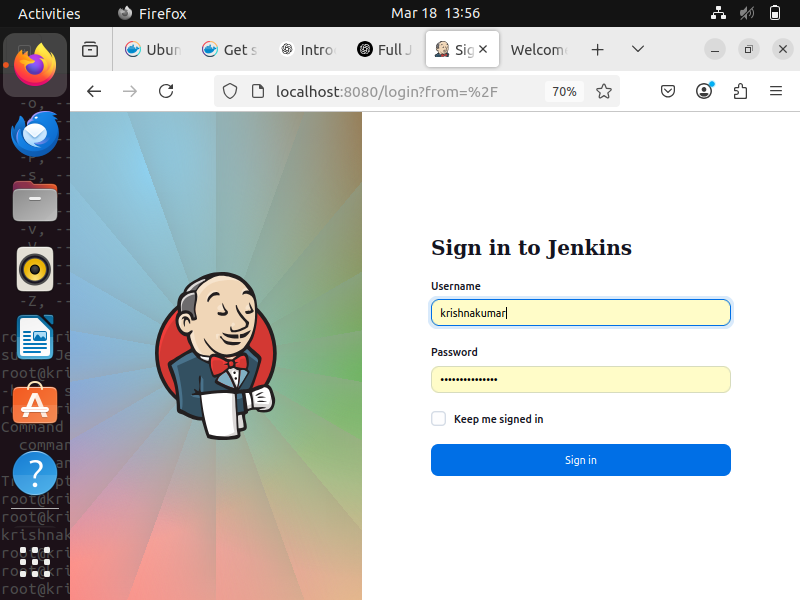 Activities Firefox Mar 18 13:56
Ubun Get s Intro Full J Sig Welcome
localhost:8080/login?from=%2F 70%
Sign in to Jenkins
Username
krishnakumar
Password
•••••••••••••••
Keep me signed in
Sign in
-o, --
-s, --
-v, --
-Z, --
root@kri
-h
Command
comman
root@kri
root@kri
krishnak
root@kri
root@kri
root@kri